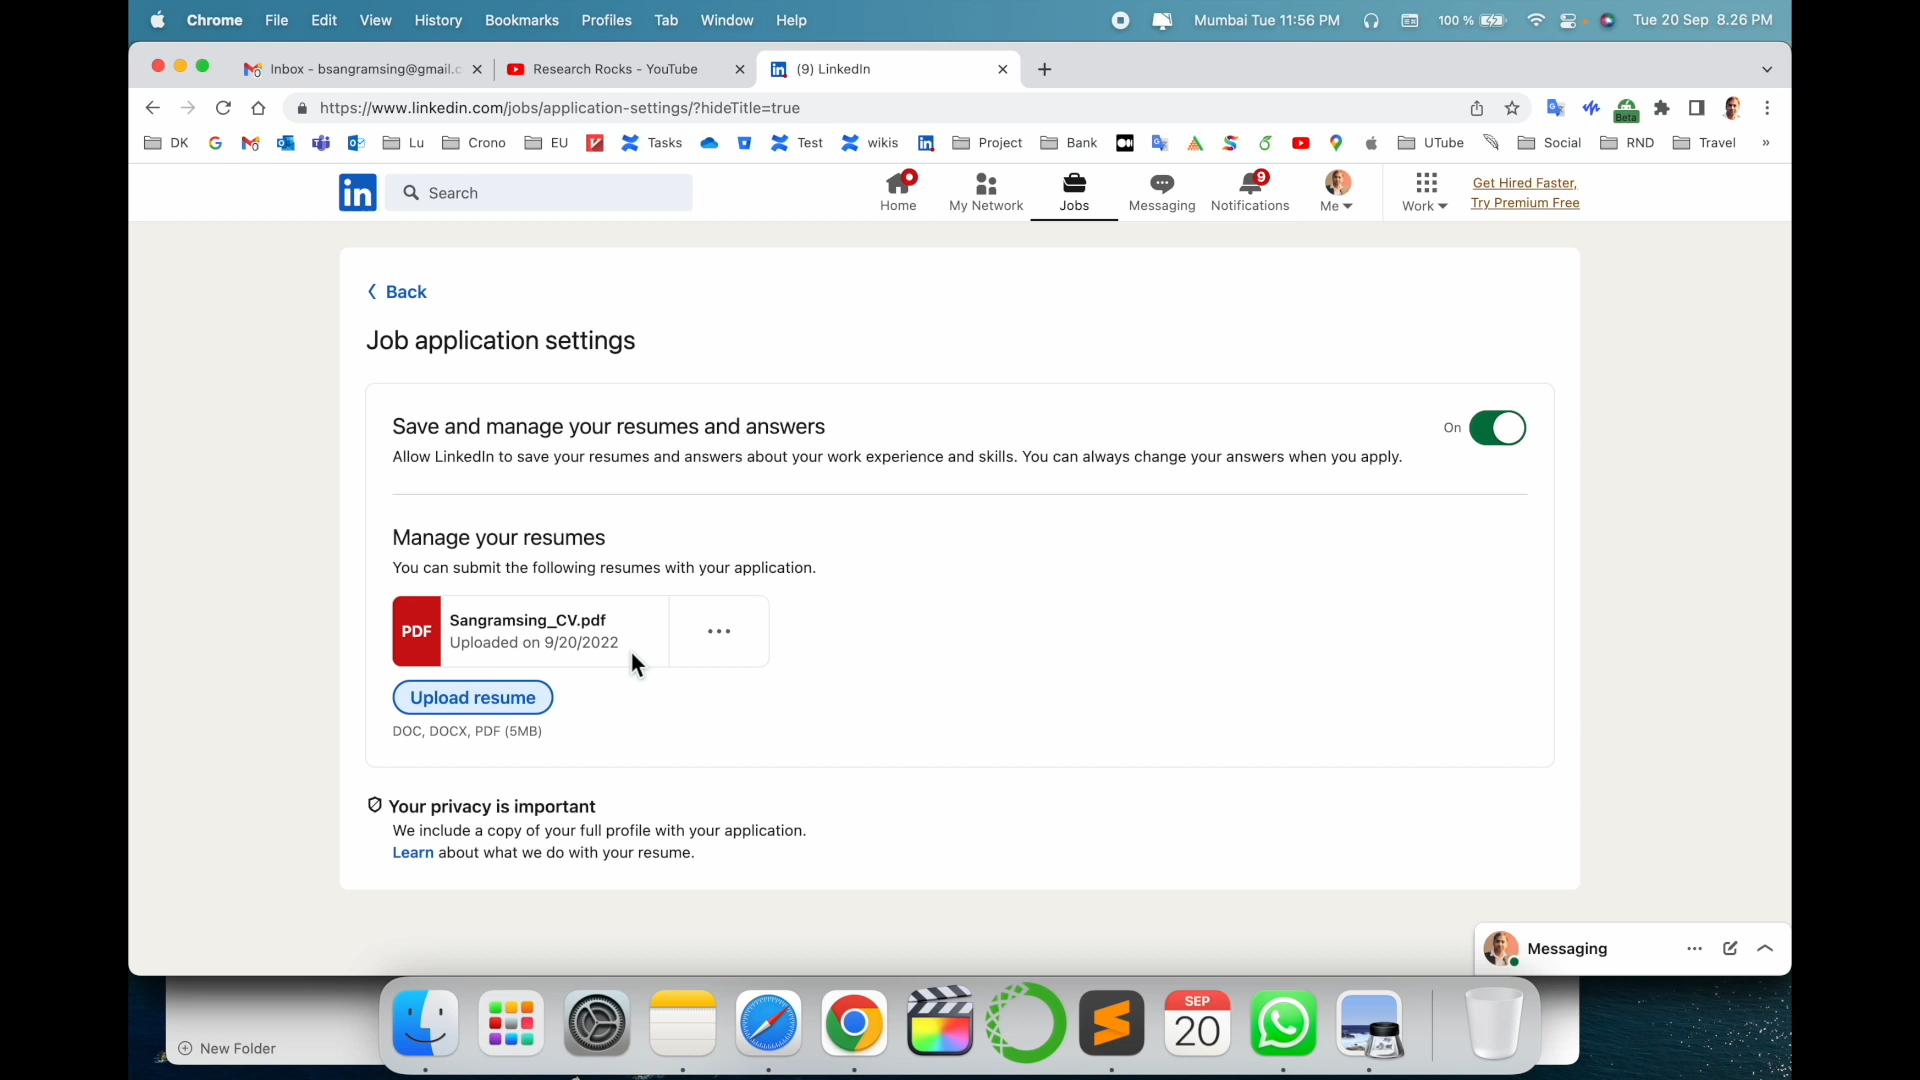 Chrome File Edit View History Bookmarks Profiles Tab Window Help Mumbai Tue 11:56 PM 100 % Tue 20 Sep 8.26 PM
Inbox - bsangramsing@gmail.c Research Rocks - YouTube (9) LinkedIn
https://www.linkedin.com/jobs/application-settings/?hideTitle=true
Beta
DK Lu Crono EU Tasks Test wikis Project Bank UTube Social RND Travel »
in Search
Home My Network Jobs Messaging 9 Notifications Me Work
Get Hired Faster,
Try Premium Free
Back
Job application settings
Save and manage your resumes and answers
On
Allow LinkedIn to save your resumes and answers about your work experience and skills. You can always change your answers when you apply.
Manage your resumes
You can submit the following resumes with your application.
PDF
Sangramsing_CV.pdf
Uploaded on 9/20/2022
Upload resume
DOC, DOCX, PDF (5MB)
Your privacy is important
We include a copy of your full profile with your application.
Learn about what we do with your resume.
Messaging
New Folder
SEP
20